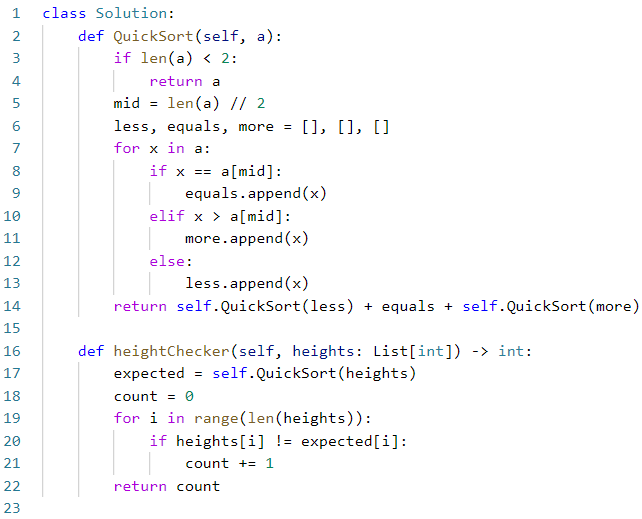 1 class Solution:
2     def QuickSort(self, a):
3         if len(a) < 2:
4             return a
5         mid = len(a) // 2
6         less, equals, more = [], [], []
7         for x in a:
8             if x == a[mid]:
9                 equals.append(x)
10             elif x > a[mid]:
11                 more.append(x)
12             else:
13                 less.append(x)
14         return self.QuickSort(less) + equals + self.QuickSort(more)
15
16     def heightChecker(self, heights: List[int]) -> int:
17         expected = self.QuickSort(heights)
18         count = 0
19         for i in range(len(heights)):
20             if heights[i] != expected[i]:
21                 count += 1
22         return count
23